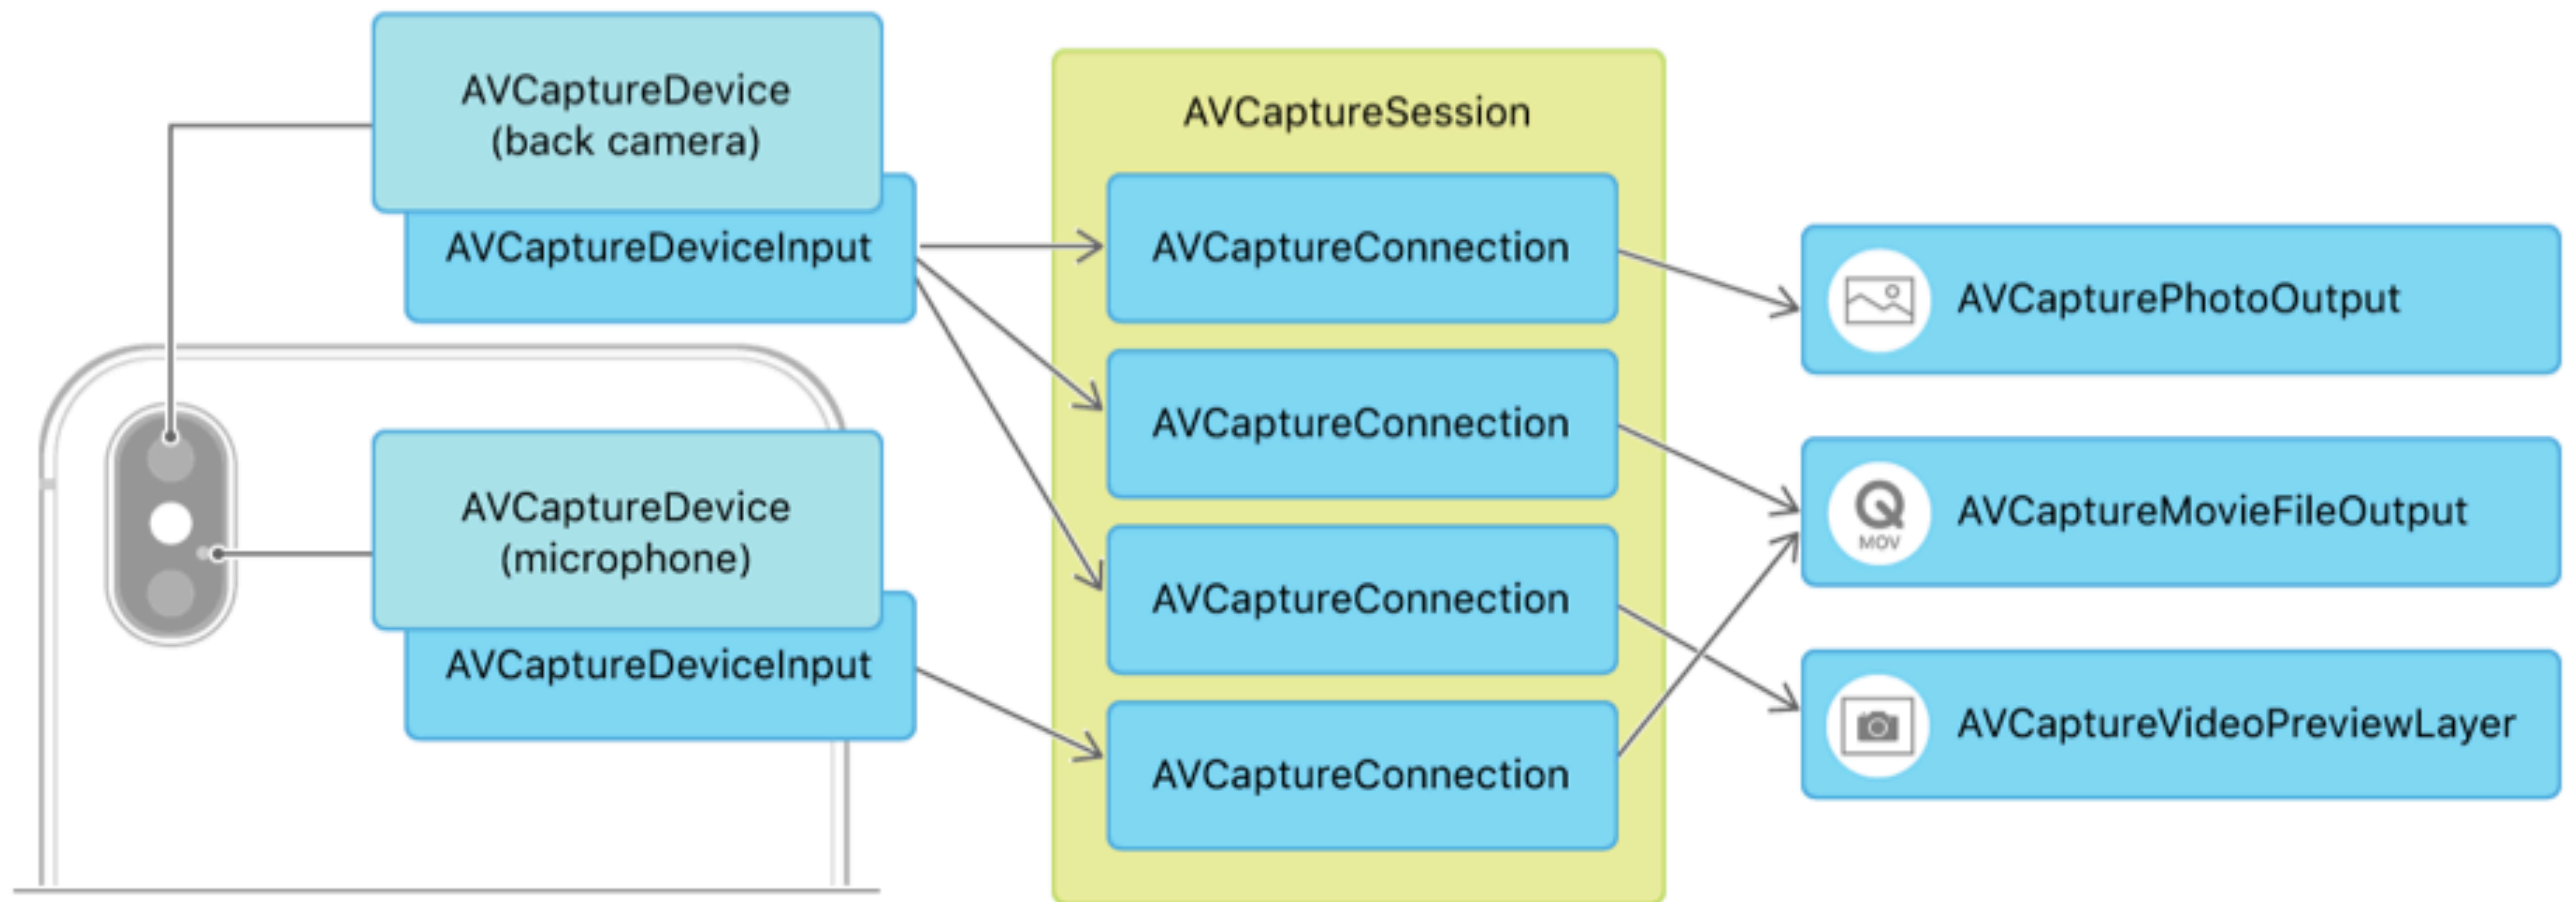 AVCaptureDevice
(back camera)
AVCaptureDeviceInput
AVCaptureDevice
(microphone)
AVCaptureDeviceInput
AVCaptureSession
AVCaptureConnection
AVCaptureConnection
AVCaptureConnection
AVCaptureConnection
AVCapturePhotoOutput
MOV
AVCaptureMovieFileOutput
AVCaptureVideoPreviewLayer